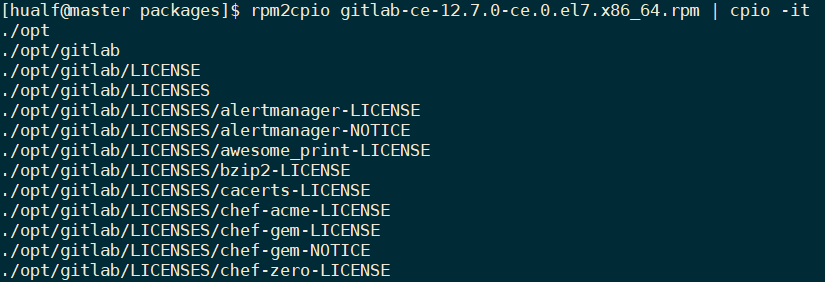 [hualf@master packages]$ rpm2cpio gitlab-ce-12.7.0-ce.0.el7.x86_64.rpm | cpio -it
./opt
./opt/gitlab
./opt/gitlab/LICENSE
./opt/gitlab/LICENSES
./opt/gitlab/LICENSES/alertmanager-LICENSE
./opt/gitlab/LICENSES/alertmanager-NOTICE
./opt/gitlab/LICENSES/awesome_print-LICENSE
./opt/gitlab/LICENSES/bzip2-LICENSE
./opt/gitlab/LICENSES/cacerts-LICENSE
./opt/gitlab/LICENSES/chef-acme-LICENSE
./opt/gitlab/LICENSES/chef-gem-LICENSE
./opt/gitlab/LICENSES/chef-gem-NOTICE
./opt/gitlab/LICENSES/chef-zero-LICENSE